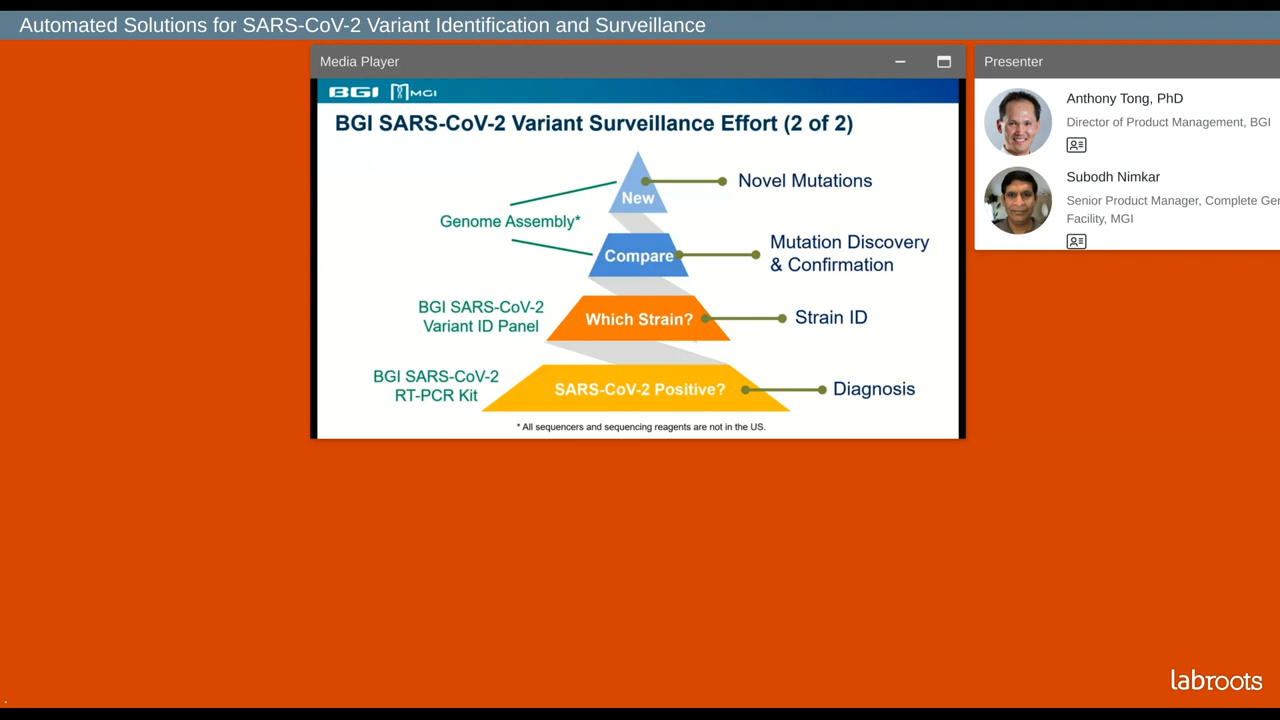 Automated Solutions for SARS-CoV-2 Variant Identification and Surveillance
Media Player
BGI MGI
BGI SARS-CoV-2 Variant Surveillance Effort (2 of 2)
New
Novel Mutations
Genome Assembly*
Compare
Mutation Discovery
& Confirmation
BGI SARS-CoV-2
Variant ID Panel
Which Strain?
Strain ID
BGI SARS-CoV-2
RT-PCR Kit
SARS-CoV-2 Positive?
Diagnosis
* All sequencers and sequencing reagents are not in the US.
Presenter
Anthony Tong, PhD
Director of Product Management, BGI
Subodh Nimkar
Senior Product Manager, Complete Ge
Facility, MGI
labroots